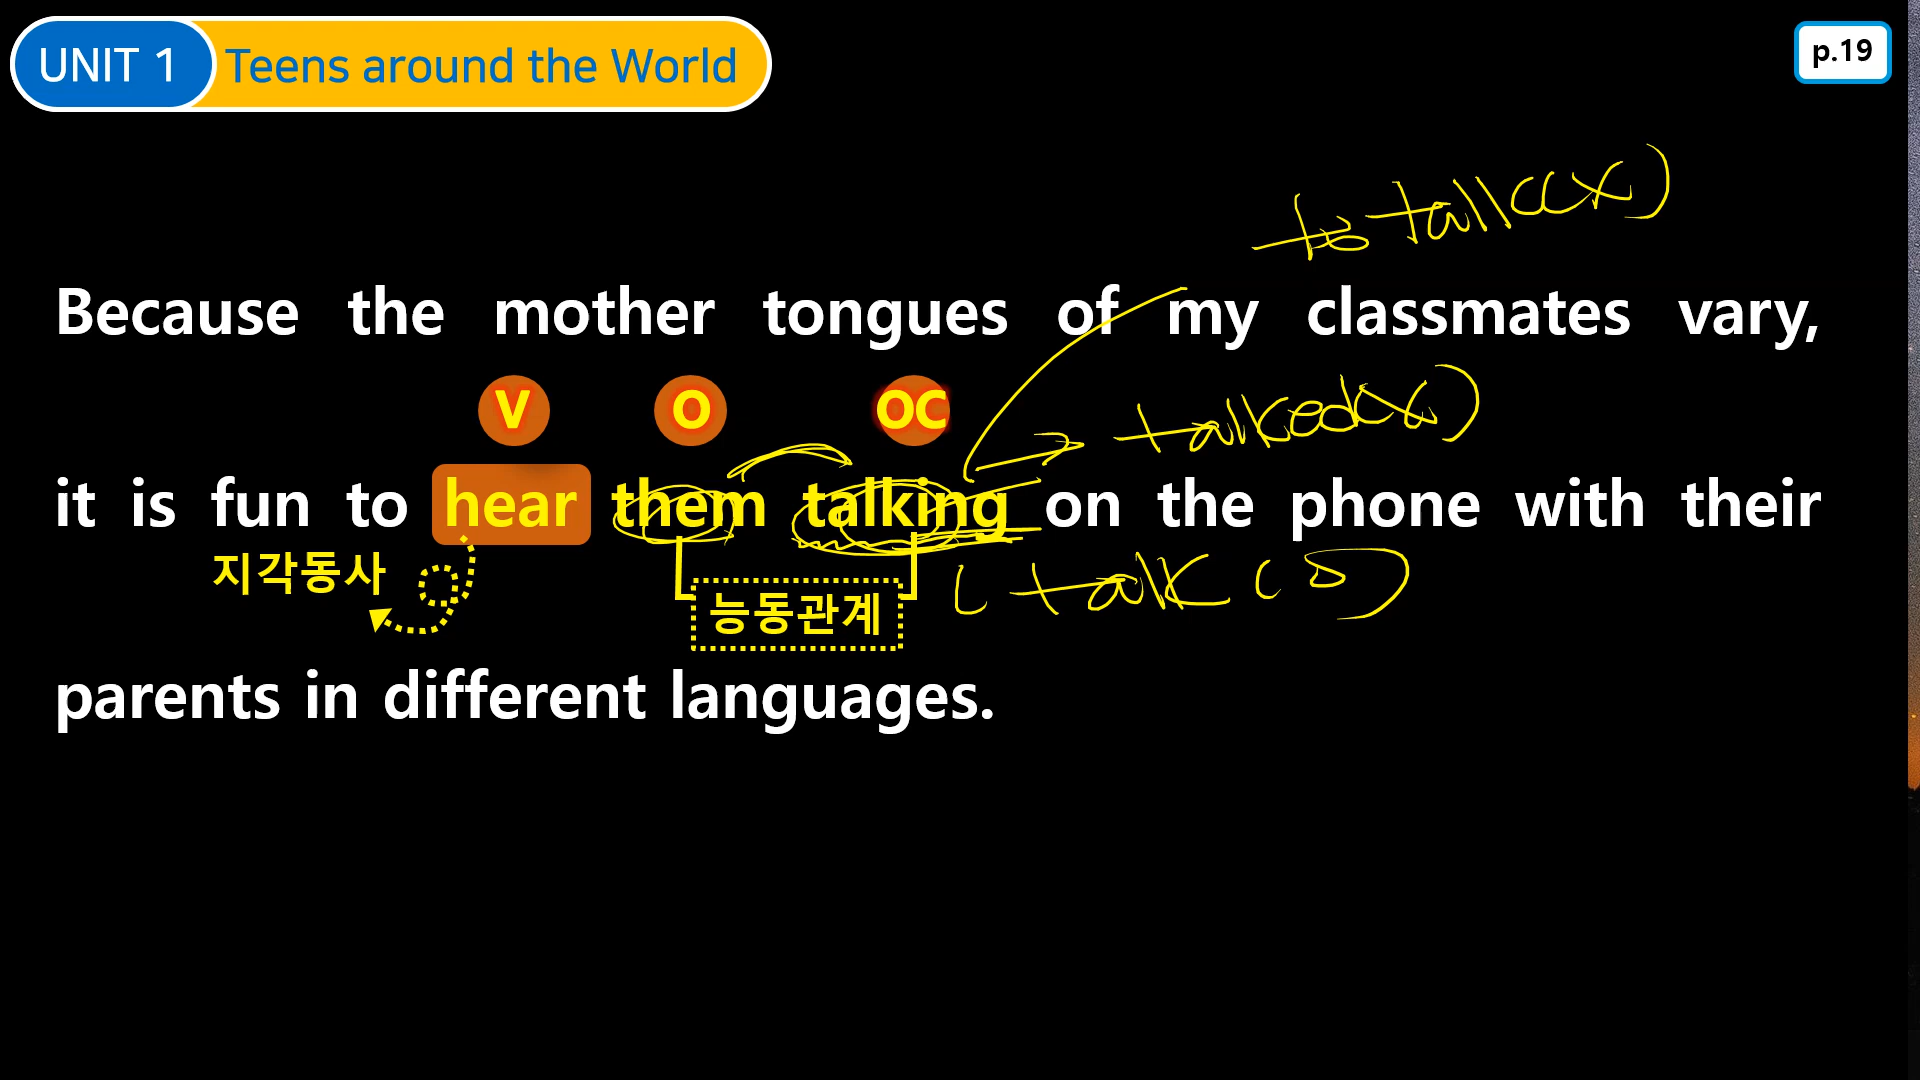 UNIT 1 Teens around the World
p.19
to talk(X)
Because the mother tongues of my classmates vary,
V O OC
talked(X)
it is fun to hear them talking on the phone with their
지각동사
능동관계
talk(O)
parents in different languages.